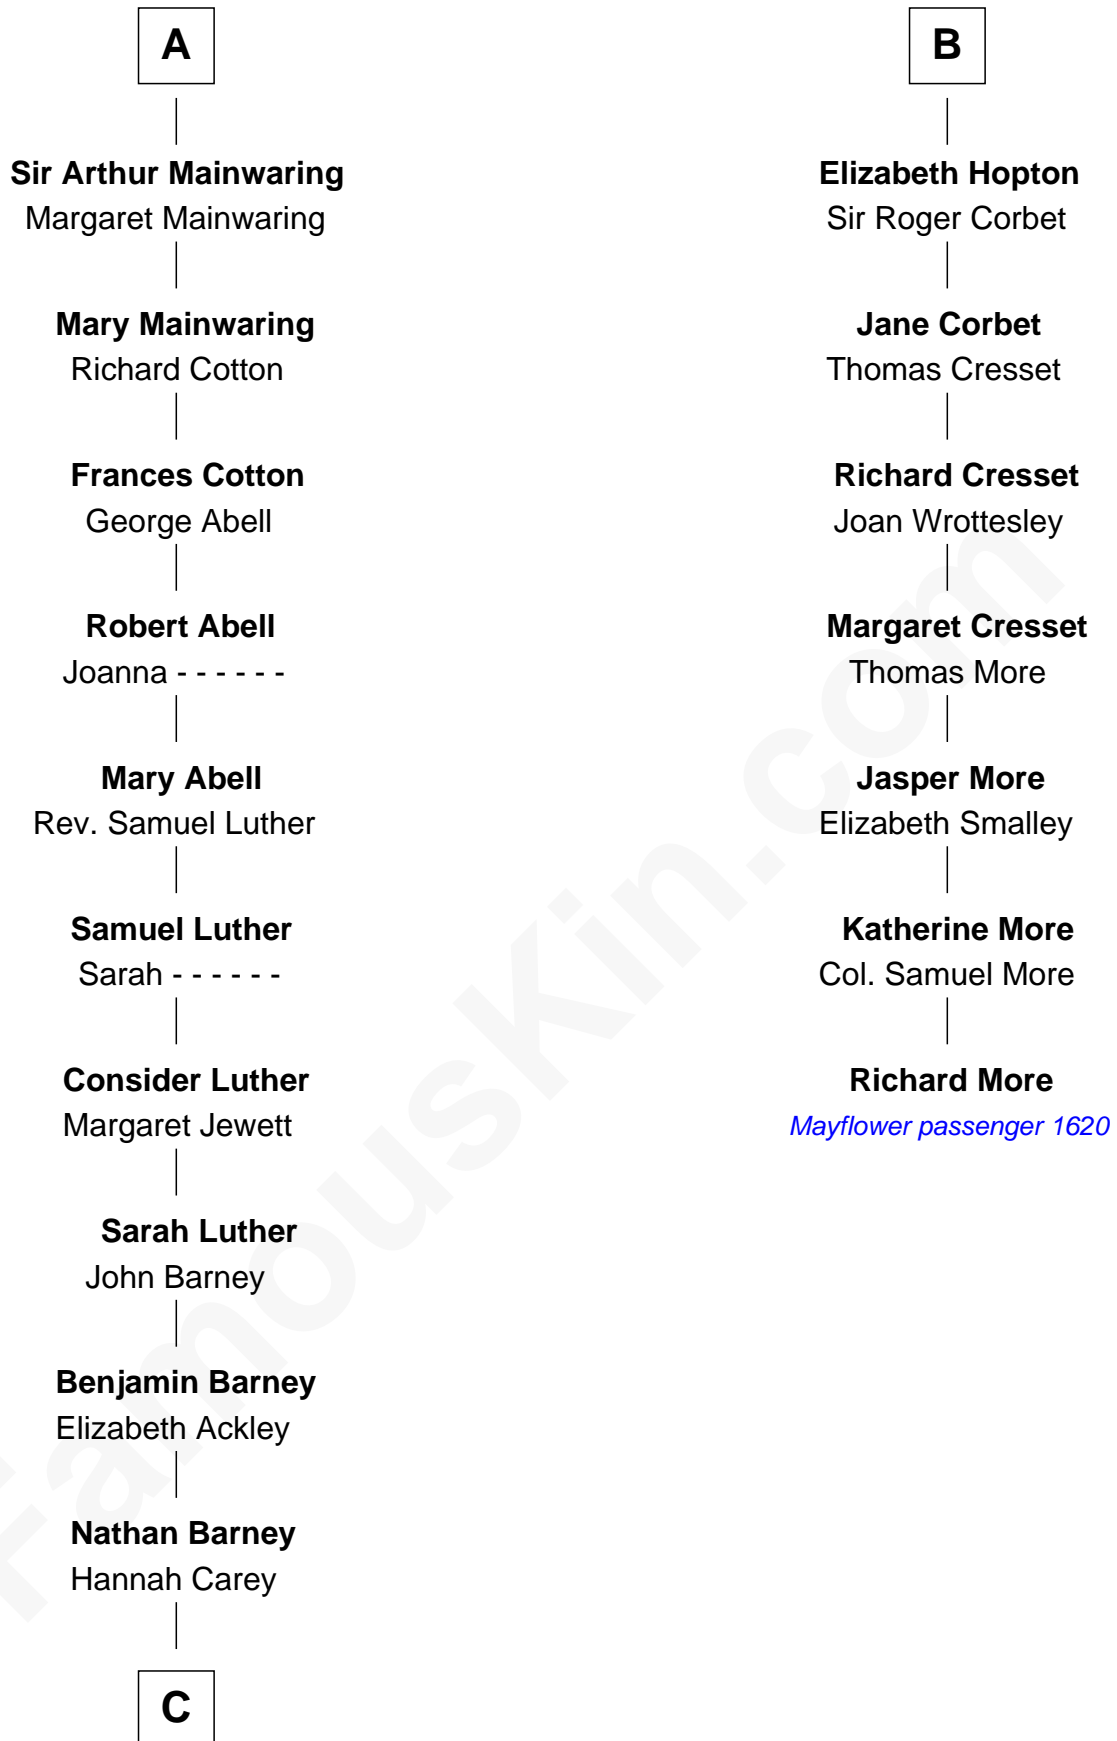 A
Sir Arthur Mainwaring
Margaret Mainwaring
Mary Mainwaring
Richard Cotton
Frances Cotton
George Abell
Robert Abell
Joanna - - - - - -
Mary Abell
Rev. Samuel Luther
Samuel Luther
Sarah - - - - - -
Consider Luther
Margaret Jewett
Sarah Luther
John Barney
Benjamin Barney
Elizabeth Ackley
Nathan Barney
Hannah Carey
C
B
Elizabeth Hopton
Sir Roger Corbet
Jane Corbet
Thomas Cresset
Richard Cresset
Joan Wrottesley
Margaret Cresset
Thomas More
Jasper More
Elizabeth Smalley
Katherine More
Col. Samuel More
Richard More
Mayflower passenger 1620
FamousKin.com